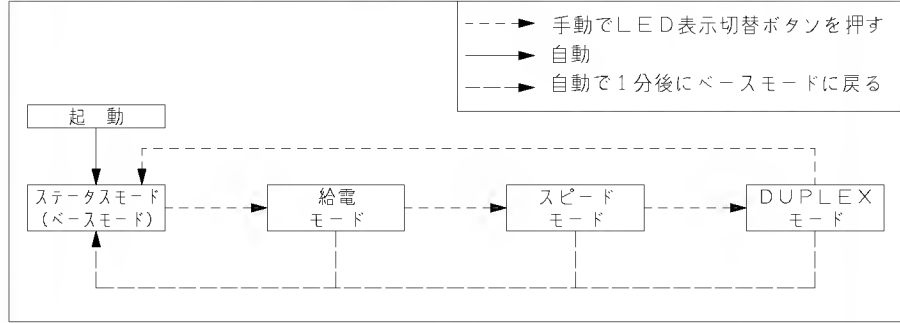 手動でLED表示切替ボタンを押す
自動
自動で1分後にベースモードに戻る
起 動
ステータスモード
(ベースモード)
給電
モード
スピード
モード
DUPLEX
モード